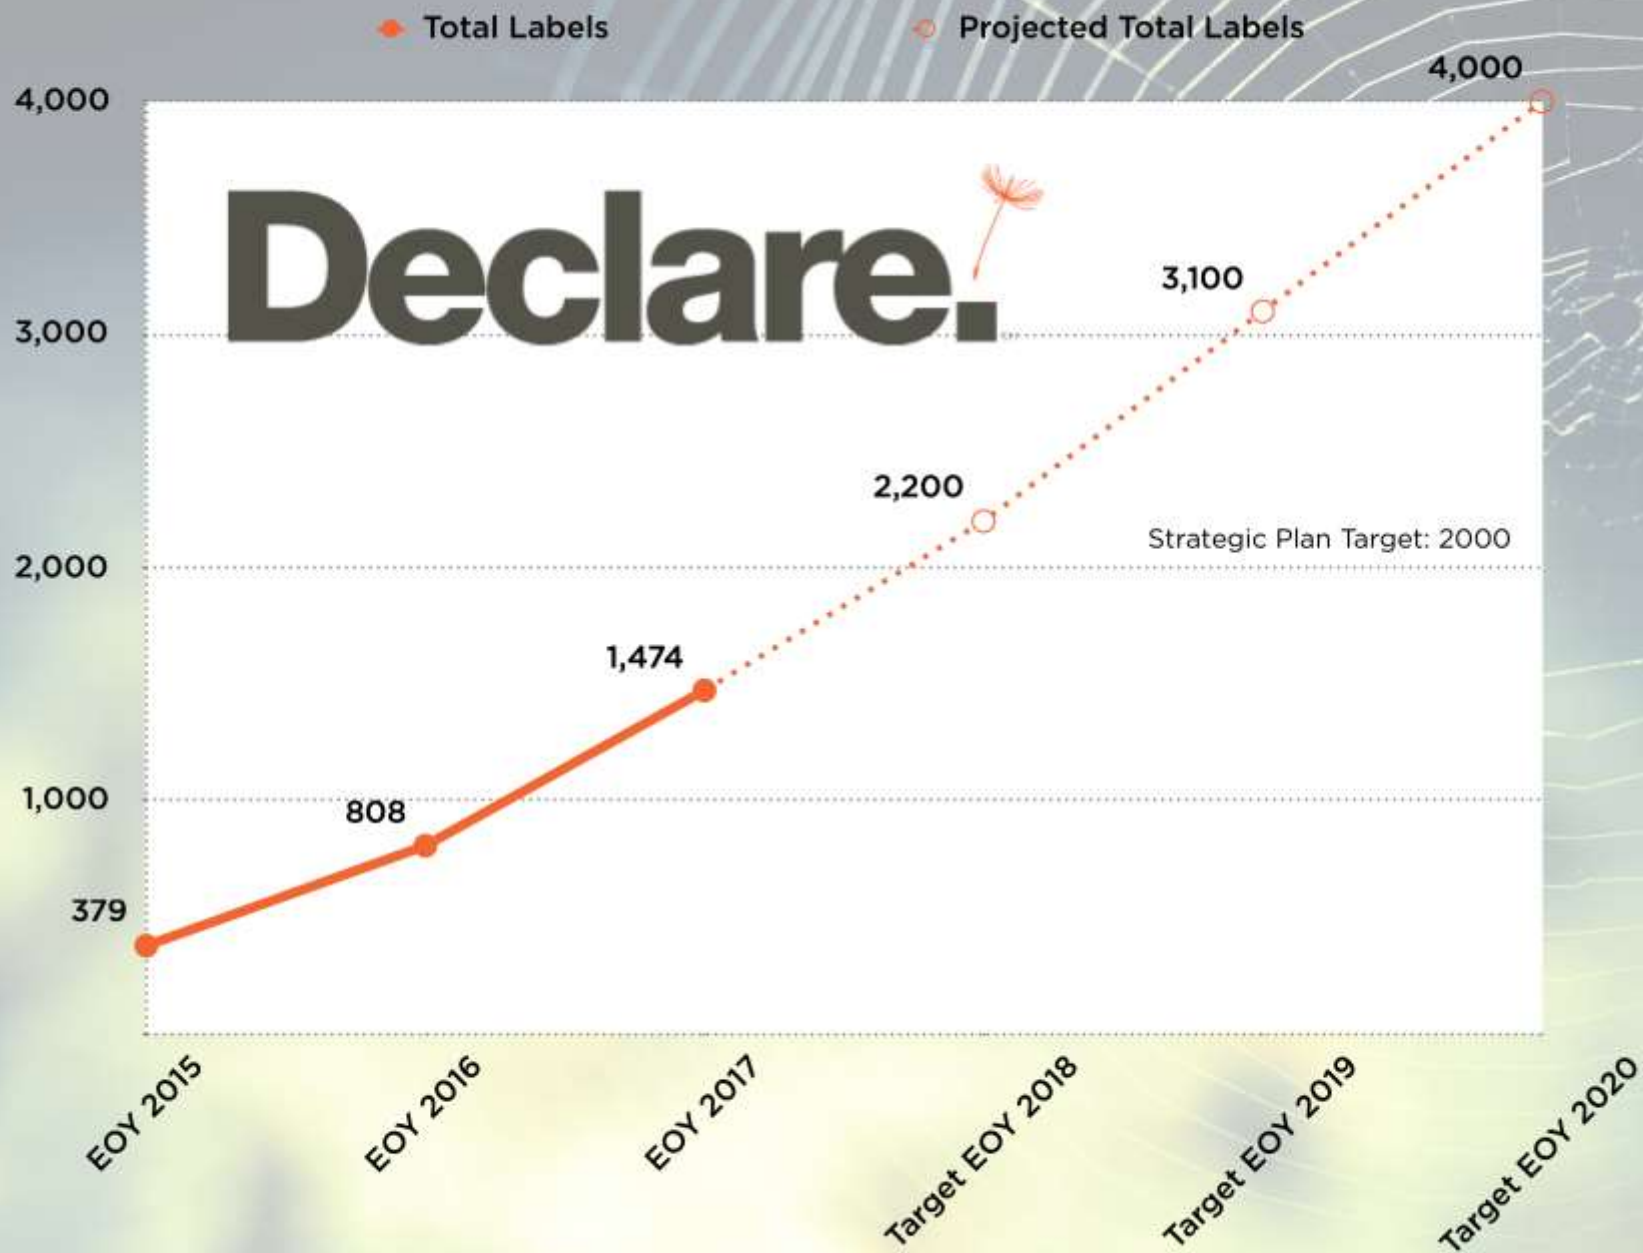 Total Labels
Projected Total Labels
4,000
4,000
Declare.
3,100
3,000
2,200
Strategic Plan Target: 2000
2,000
1,474
1,000
808
379
EOY 2015
EOY 2016
EOY 2017
Target EOY 2018
Target EOY 2019
Target EOY 2020